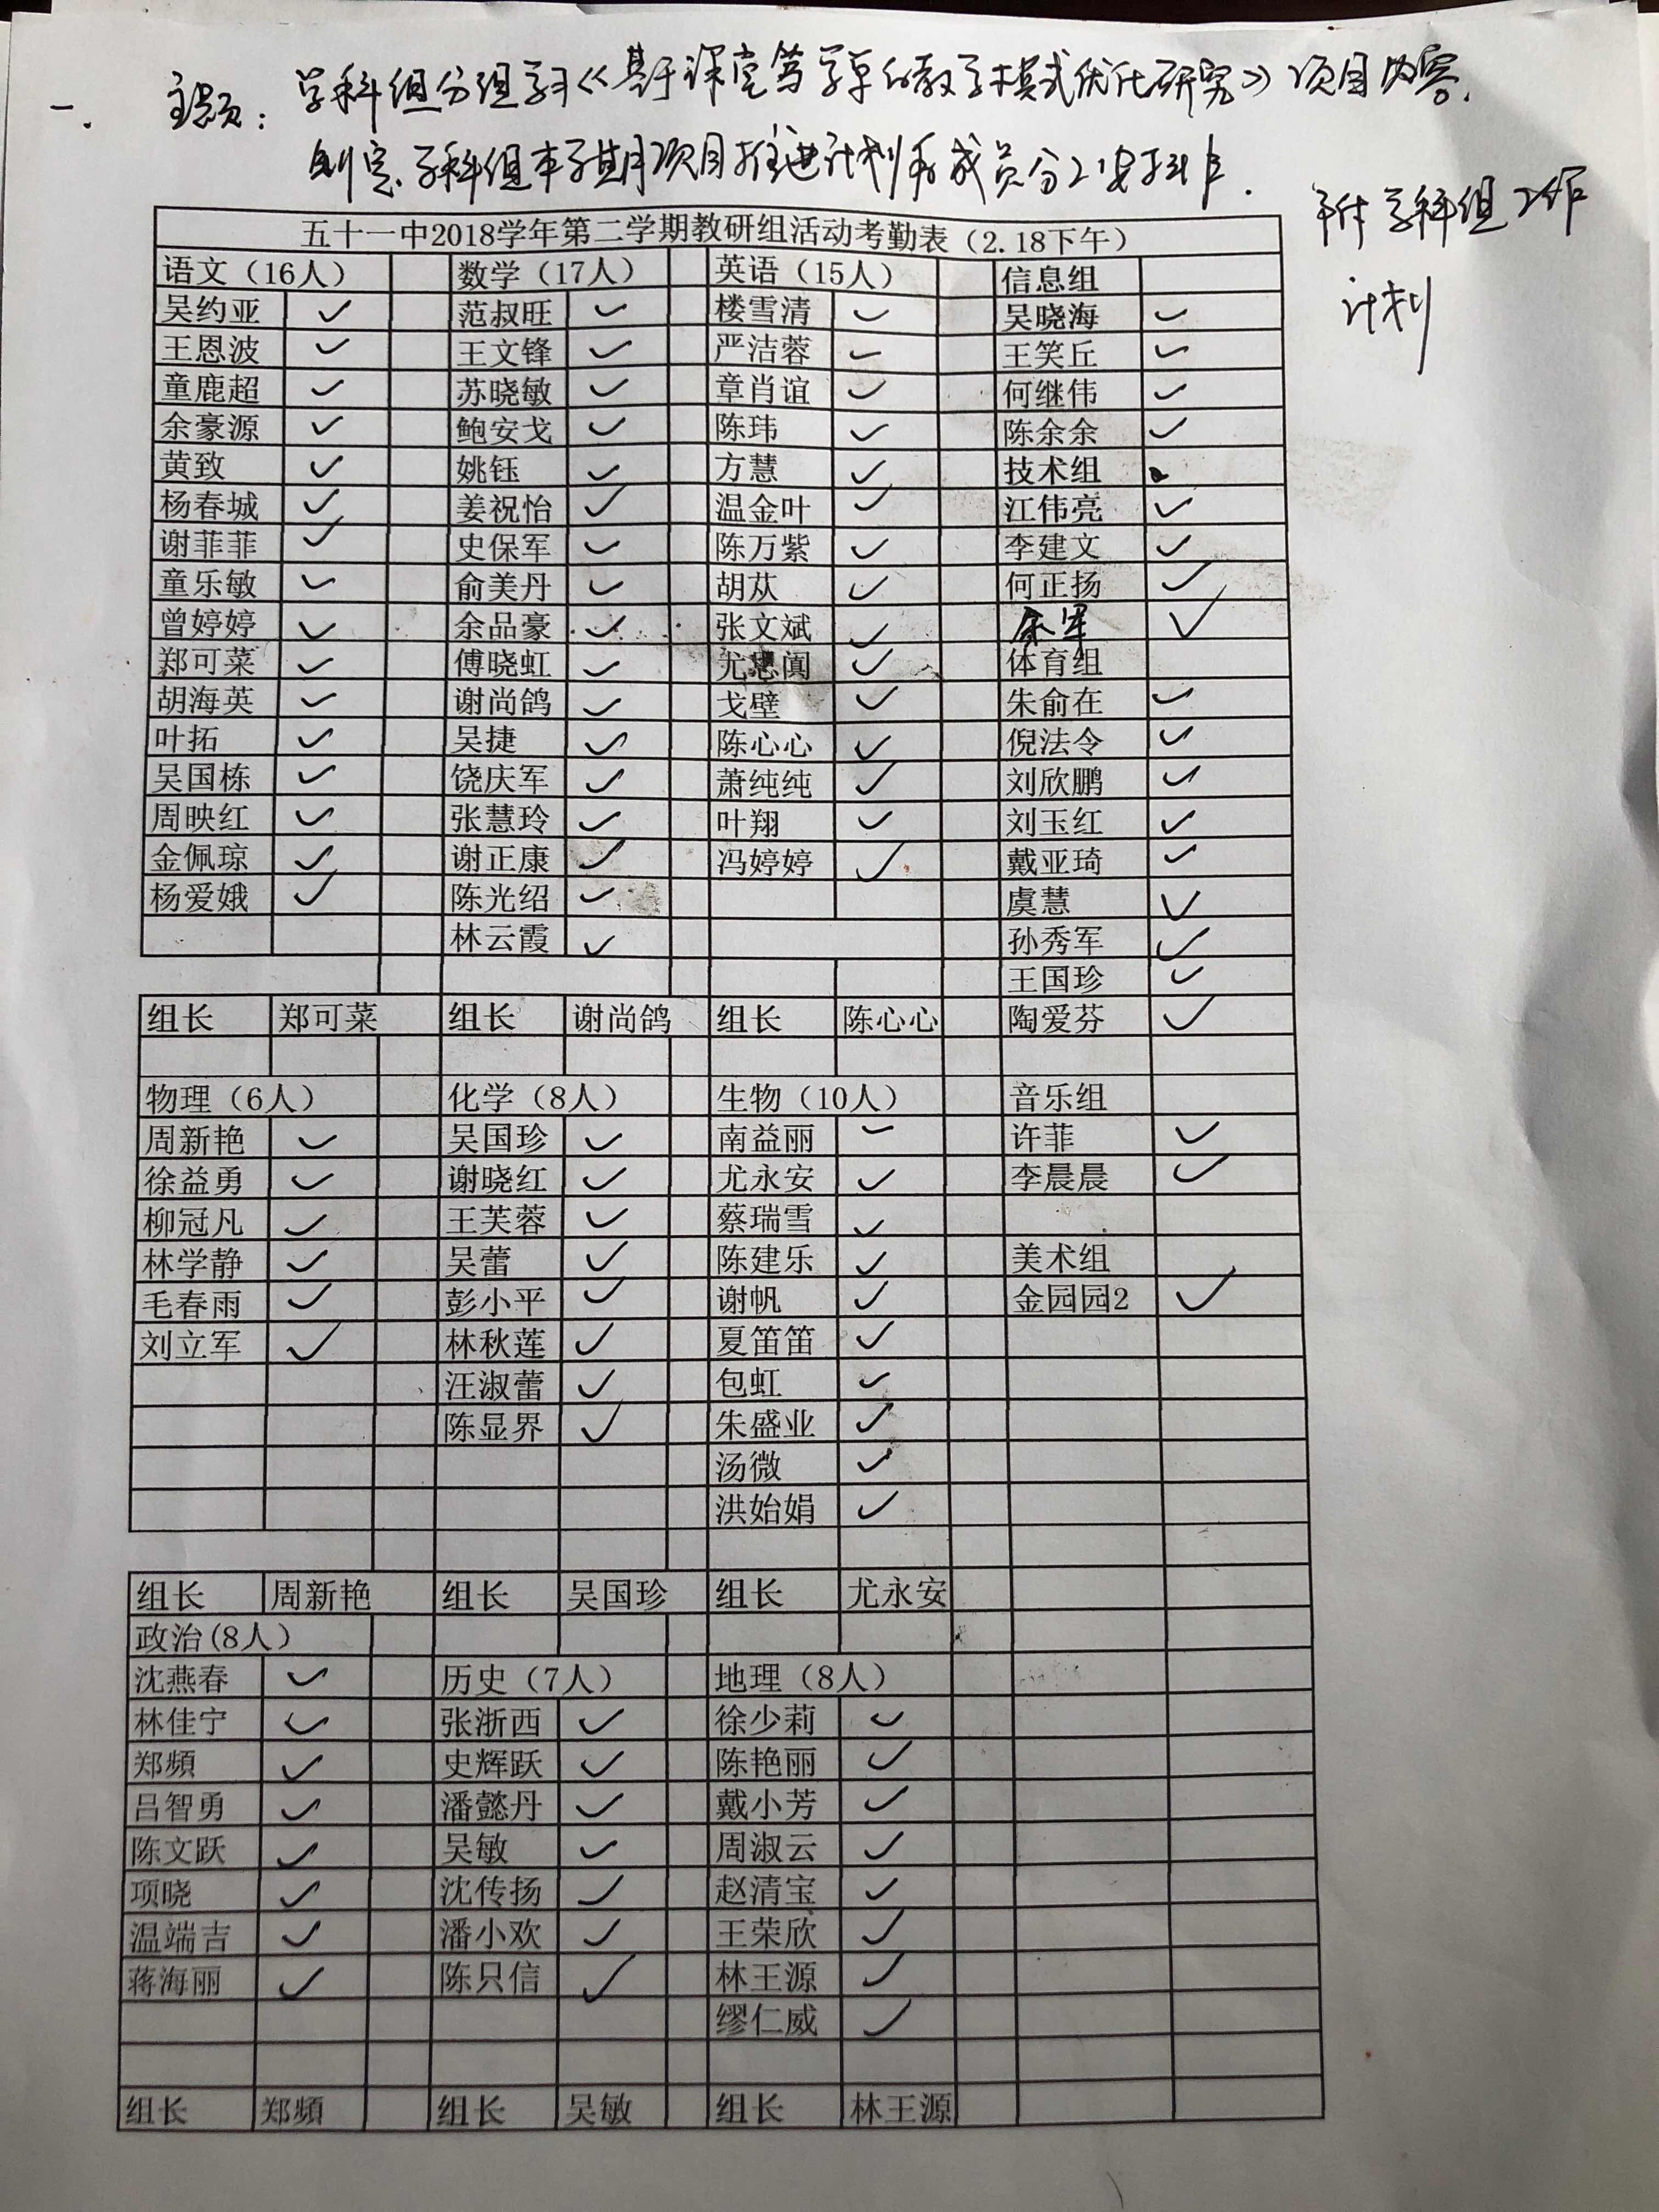 一. 主题: 学科组分组学习《基于课堂笃学单的教学模式优化研究》项目内容.
制定学科组本学期项目推进计划和成员分工安排.
附学科组工作
计划
五十一中2018学年第二学期教研组活动考勤表（2.18下午）
语文（16人） 数学（17人） 英语（15人） 信息组
吴约亚 ✓ 范叔旺 ✓ 楼雪清 ✓ 吴晓海 ✓
王恩波 ✓ 王文锋 ✓ 严洁蓉 ✓ 王笑丘 ✓
童鹿超 ✓ 苏晓敏 ✓ 章肖谊 ✓ 何继伟 ✓
余豪源 ✓ 鲍安戈 ✓ 陈玮 ✓ 陈余余 ✓
黄致 ✓ 姚钰 ✓ 方慧 ✓ 技术组
杨春城 ✓ 姜祝怡 ✓ 温金叶 ✓ 江伟亮 ✓
谢菲菲 ✓ 史保军 ✓ 陈万紫 ✓ 李建文 ✓
童乐敏 ✓ 俞美丹 ✓ 胡苁 ✓ 何正扬 ✓
曾婷婷 ✓ 余品豪 ✓ 张文斌 ✓ 余军 ✓
郑可菜 ✓ 傅晓虹 ✓ 尤思阗 ✓ 体育组
胡海英 ✓ 谢尚鸽 ✓ 戈壁 ✓ 朱俞在 ✓
叶拓 ✓ 吴捷 ✓ 陈心心 ✓ 倪法令 ✓
吴国栋 ✓ 饶庆军 ✓ 萧纯纯 ✓ 刘欣鹏 ✓
周映红 ✓ 张慧玲 ✓ 叶翔 ✓ 刘玉红 ✓
金佩琼 ✓ 谢正康 ✓ 冯婷婷 ✓ 戴亚琦 ✓
杨爱娥 ✓ 陈光绍 ✓ 虞慧 ✓
林云霞 ✓ 孙秀军 ✓
王国珍 ✓
组长 郑可菜 组长 谢尚鸽 组长 陈心心 陶爱芬 ✓
物理（6人） 化学（8人） 生物（10人） 音乐组
周新艳 ✓ 吴国珍 ✓ 南益丽 ✓ 许菲 ✓
徐益勇 ✓ 谢晓红 ✓ 尤永安 ✓ 李晨晨 ✓
柳冠凡 ✓ 王芙蓉 ✓ 蔡瑞雪 ✓
林学静 ✓ 吴蕾 ✓ 陈建乐 ✓ 美术组
毛春雨 ✓ 彭小平 ✓ 谢帆 ✓ 金园园2 ✓
刘立军 ✓ 林秋莲 ✓ 夏笛笛 ✓
汪淑蕾 ✓ 包虹 ✓
陈显界 ✓ 朱盛业 ✓
汤微 ✓
洪始娟 ✓
组长 周新艳 组长 吴国珍 组长 尤永安
政治(8人）
沈燕春 ✓ 历史（7人） 地理（8人）
林佳宁 ✓ 张浙西 ✓ 徐少莉 ✓
郑頻 ✓ 史辉跃 ✓ 陈艳丽 ✓
吕智勇 ✓ 潘懿丹 ✓ 戴小芳 ✓
陈文跃 ✓ 吴敏 ✓ 周淑云 ✓
项晓 ✓ 沈传扬 ✓ 赵清宝 ✓
温端吉 ✓ 潘小欢 ✓ 王荣欣 ✓
蒋海丽 ✓ 陈只信 ✓ 林王源 ✓
缪仁威 ✓
组长 郑頻 组长 吴敏 组长 林王源